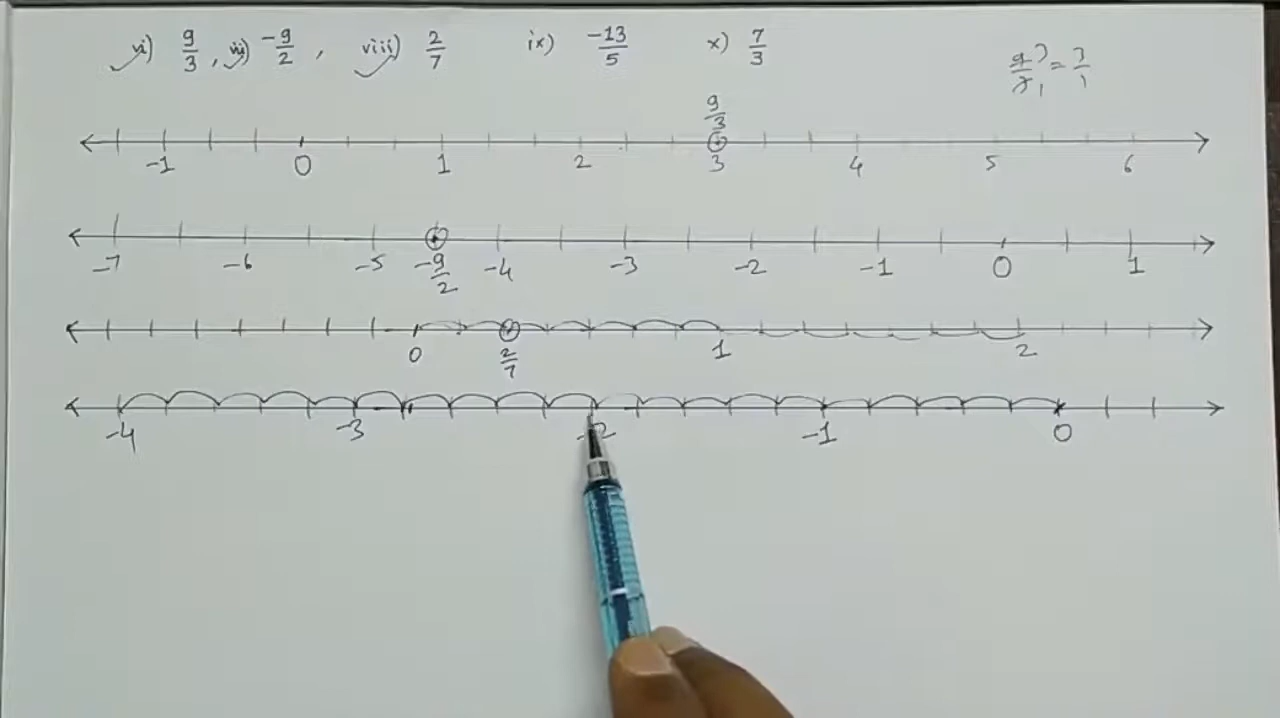 vi) 9/3 , vii) -9/2 , viii) 2/7 ix) -13/5 x) 7/3
9/3
-1 0 1 2 3 4 5 6
-7 -6 -5 -9/2 -4 -3 -2 -1 0 1
0 2/7 1 2
-4 -3 -2 -1 0